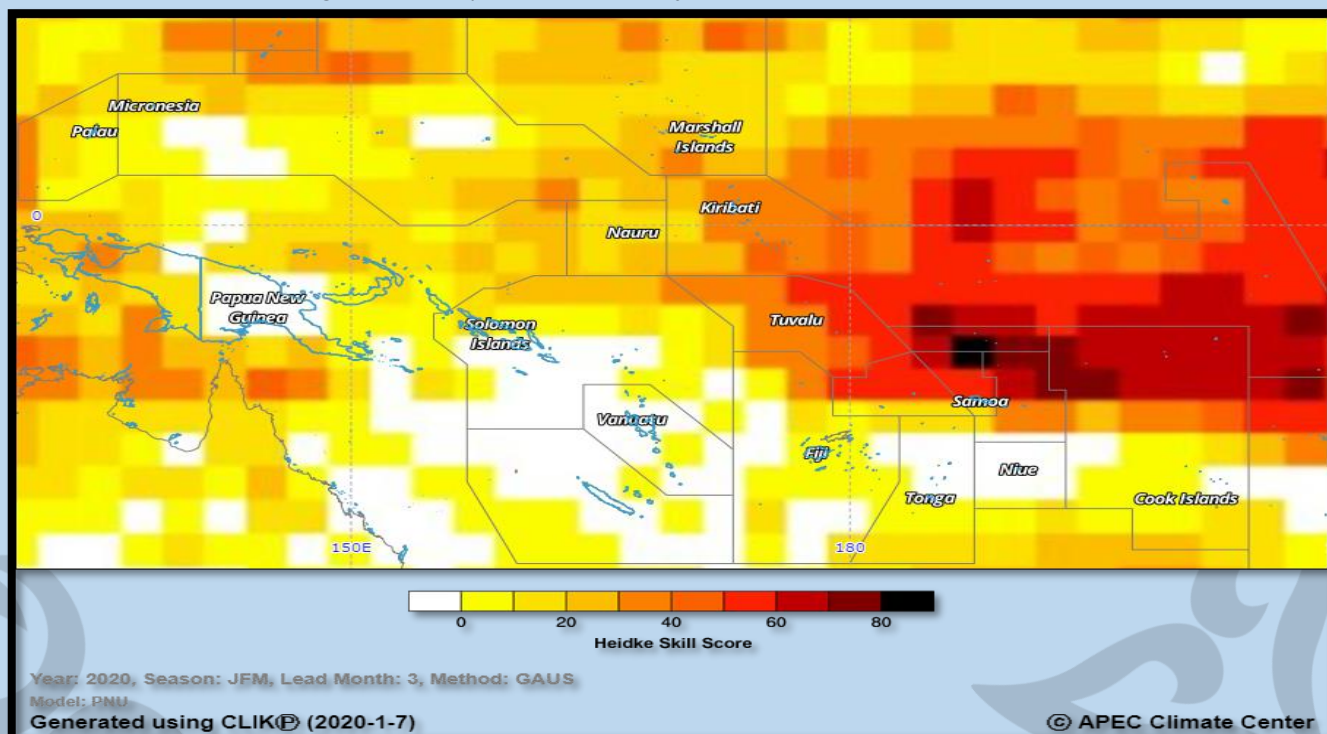 Micronesia
Palau
Marshall
Islands
Kiribati
0
Nauru
Papua New
Guinea
Solomon
Islands
Tuvalu
Samoa
Vanuatu
Fiji
Niue
Tonga
Cook Islands
150E
180
0
20
40
60
80
Heidke Skill Score
Year: 2020, Season: JFM, Lead Month: 3, Method: GAUS
Model: PNU
Generated using CLIKⓅ (2020-1-7)
© APEC Climate Center